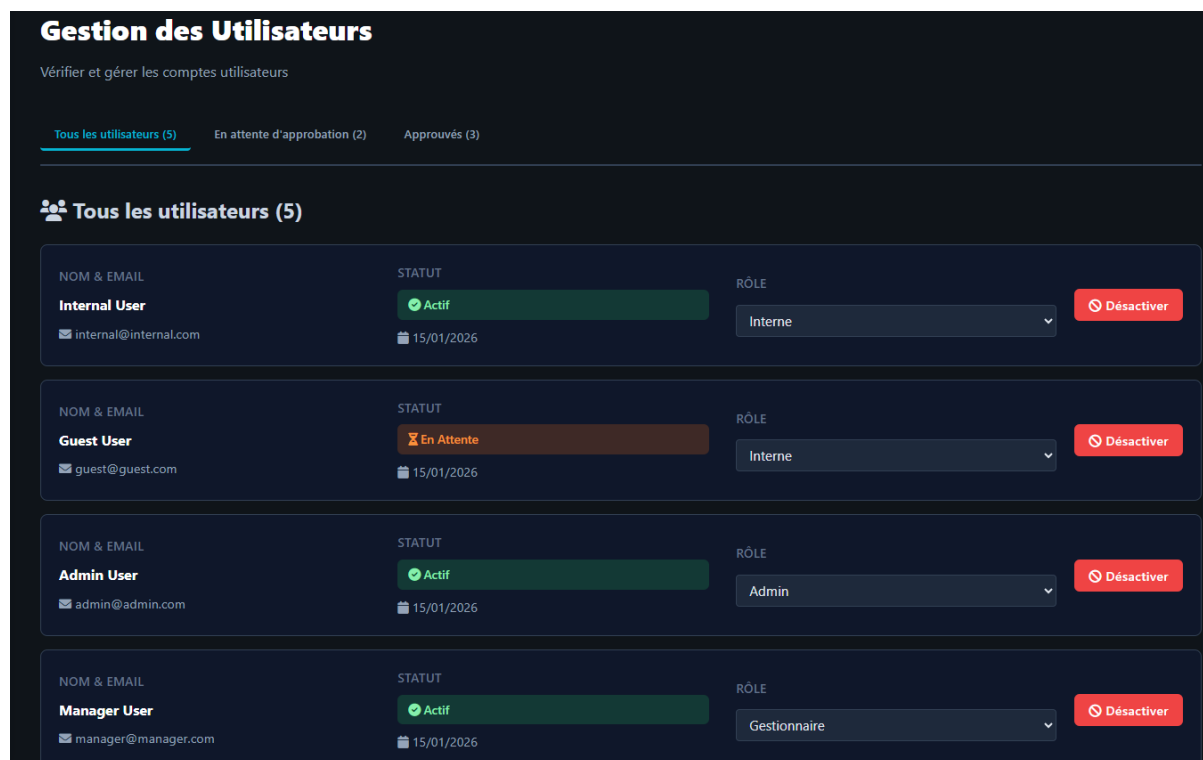 Gestion des Utilisateurs
Vérifier et gérer les comptes utilisateurs
Tous les utilisateurs (5) En attente d'approbation (2) Approuvés (3)
Tous les utilisateurs (5)
NOM & EMAIL
Internal User
internal@internal.com
STATUT
Actif
15/01/2026
RÔLE
Interne
Désactiver
NOM & EMAIL
Guest User
guest@guest.com
STATUT
En Attente
15/01/2026
RÔLE
Interne
Désactiver
NOM & EMAIL
Admin User
admin@admin.com
STATUT
Actif
15/01/2026
RÔLE
Admin
Désactiver
NOM & EMAIL
Manager User
manager@manager.com
STATUT
Actif
15/01/2026
RÔLE
Gestionnaire
Désactiver